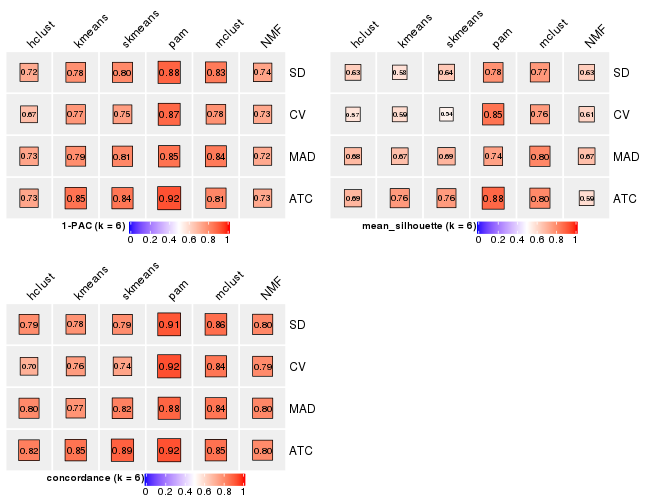 hclust kmeans skmeans pam mclust NMF
0.72 0.78 0.80 0.88 0.83 0.74 SD
0.67 0.77 0.75 0.87 0.78 0.73 CV
0.73 0.79 0.81 0.85 0.84 0.72 MAD
0.73 0.85 0.84 0.92 0.81 0.73 ATC
1-PAC (k = 6)
0 0.2 0.4 0.6 0.8 1
hclust kmeans skmeans pam mclust NMF
0.63 0.58 0.64 0.78 0.77 0.63 SD
0.57 0.59 0.54 0.85 0.76 0.61 CV
0.68 0.67 0.69 0.74 0.80 0.67 MAD
0.69 0.76 0.76 0.88 0.80 0.59 ATC
mean_silhouette (k = 6)
0 0.2 0.4 0.6 0.8 1
hclust kmeans skmeans pam mclust NMF
0.79 0.78 0.79 0.91 0.86 0.80 SD
0.70 0.76 0.74 0.92 0.84 0.79 CV
0.80 0.77 0.82 0.88 0.84 0.80 MAD
0.82 0.85 0.89 0.92 0.85 0.80 ATC
concordance (k = 6)
0 0.2 0.4 0.6 0.8 1